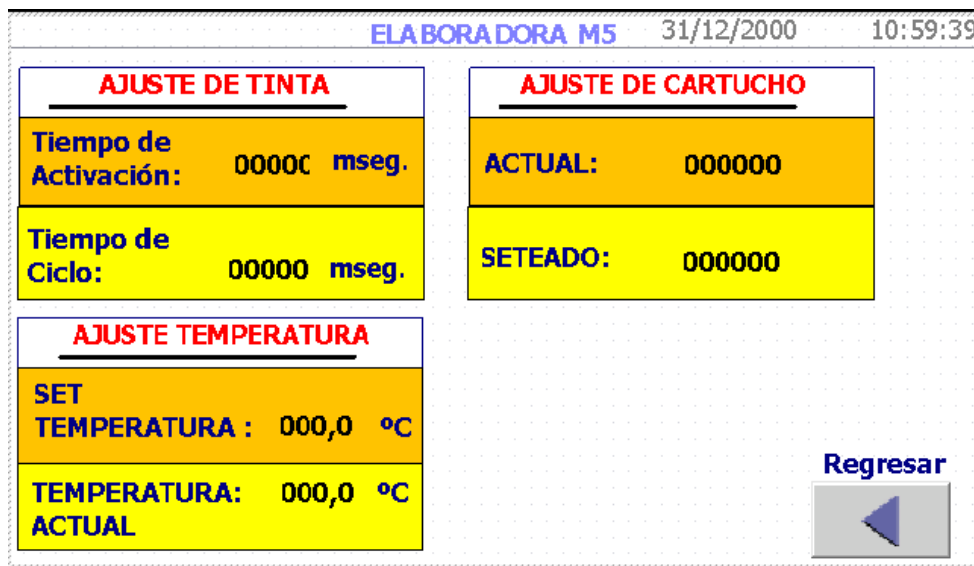 ELABORADORA M5 31/12/2000 10:59:39
AJUSTE DE TINTA
Tiempo de
Activación: 00000 mseg.
Tiempo de
Ciclo: 00000 mseg.
AJUSTE DE CARTUCHO
ACTUAL: 000000
SETEADO: 000000
AJUSTE TEMPERATURA
SET
TEMPERATURA : 000,0 ºC
TEMPERATURA: 000,0 ºC
ACTUAL
Regresar